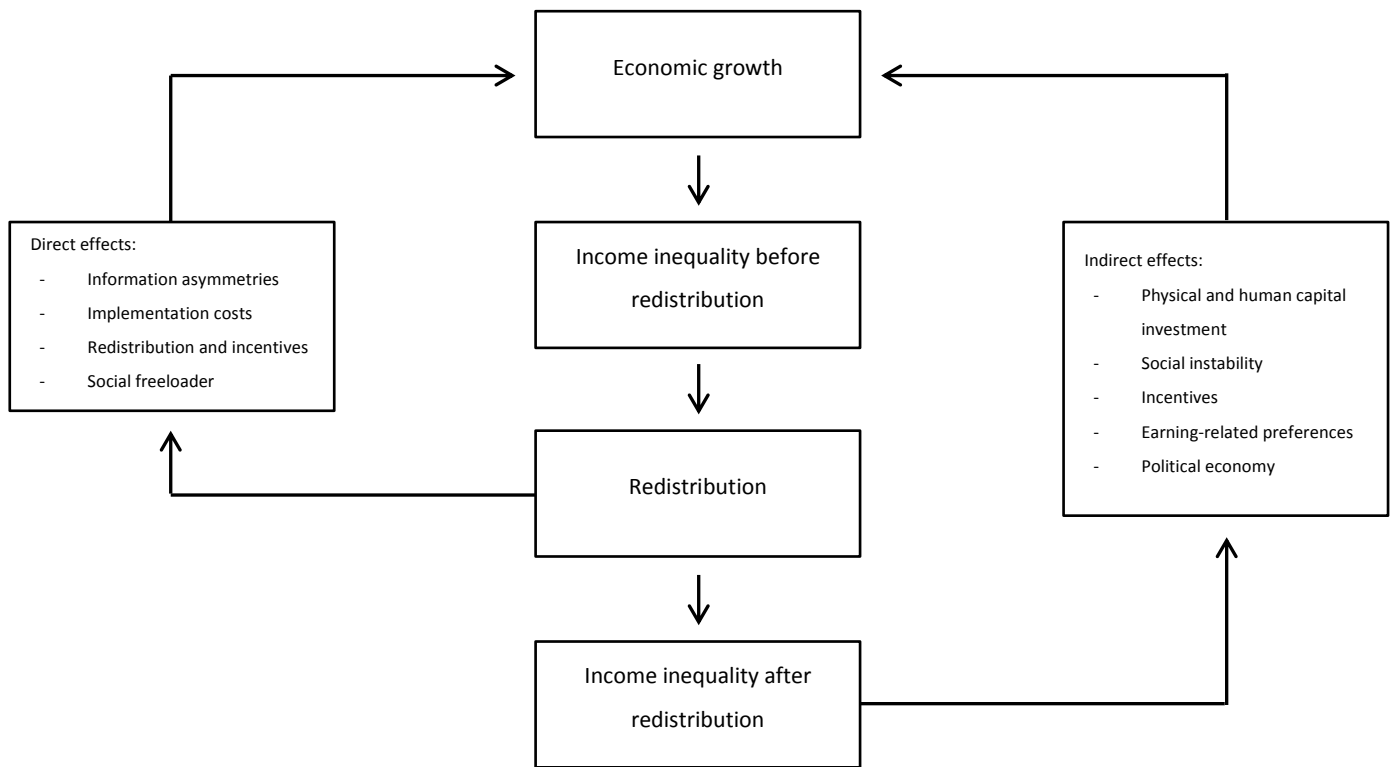 Economic growth
Income inequality before
redistribution
Direct effects:
- Information asymmetries
- Implementation costs
- Redistribution and incentives
- Social freeloader
Indirect effects:
- Physical and human capital
investment
- Social instability
- Incentives
- Earning-related preferences
- Political economy
Redistribution
Income inequality after
redistribution